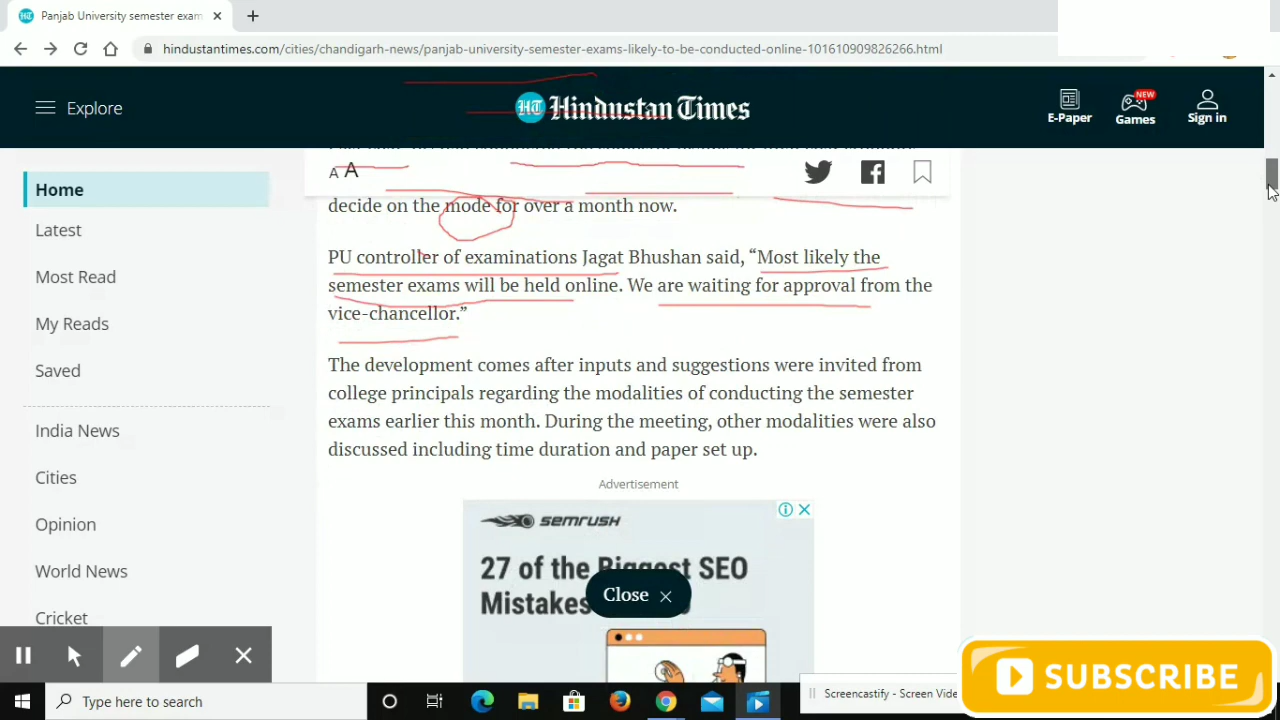 Panjab University semester exam
hindustantimes.com/cities/chandigarh-news/panjab-university-semester-exams-likely-to-be-conducted-online-101610909826266.html
Explore
HT Hindustan Times
E-Paper
NEW
Games
Sign in
A A
Home
Latest
Most Read
My Reads
Saved
India News
Cities
Opinion
World News
Cricket
decide on the mode for over a month now.
PU controller of examinations Jagat Bhushan said, “Most likely the
semester exams will be held online. We are waiting for approval from the
vice-chancellor.”
The development comes after inputs and suggestions were invited from
college principals regarding the modalities of conducting the semester
exams earlier this month. During the meeting, other modalities were also
discussed including time duration and paper set up.
Advertisement
SEMRUSH
27 of the Biggest SEO
Mistakes
Close
SUBSCRIBE
Type here to search
Screencastify - Screen Vide